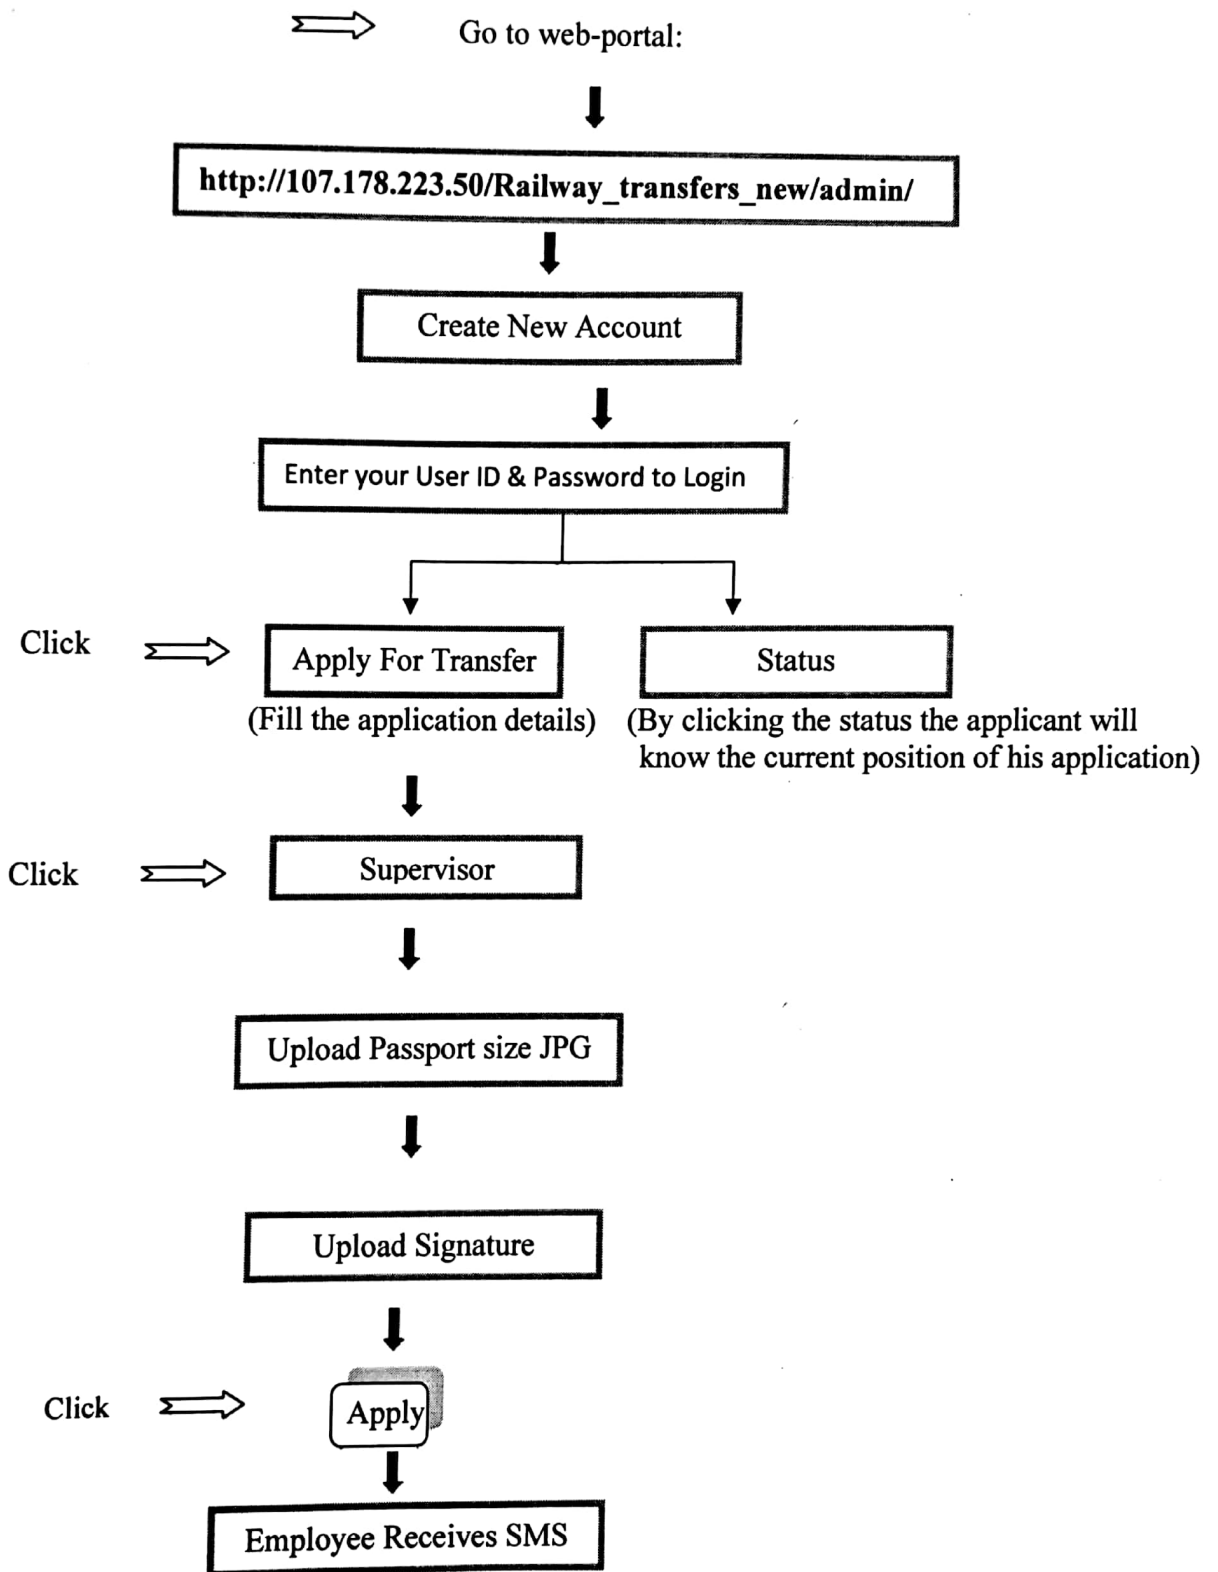 Go to web-portal:
http://107.178.223.50/Railway_transfers_new/admin/
Create New Account
Enter your User ID & Password to Login
Click
Apply For Transfer
Status
(Fill the application details)
(By clicking the status the applicant will
know the current position of his application)
Click
Supervisor
Upload Passport size JPG
Upload Signature
Click
Apply
Employee Receives SMS